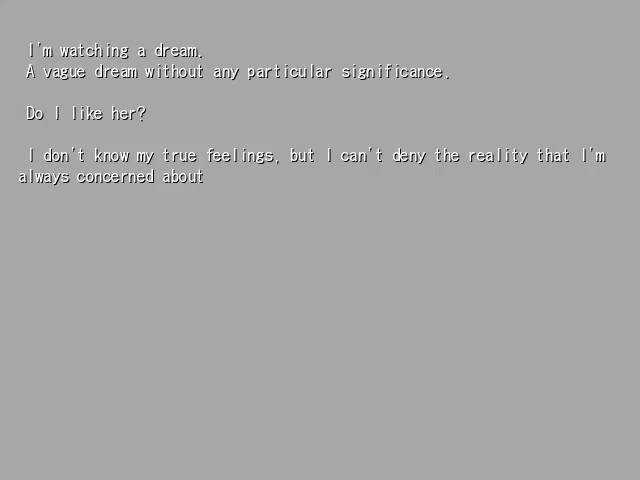 I'm watching a dream.
A vague dream without any particular significance.
Do I like her?
I don't know my true feelings, but I can't deny the reality that I'm
always concerned about